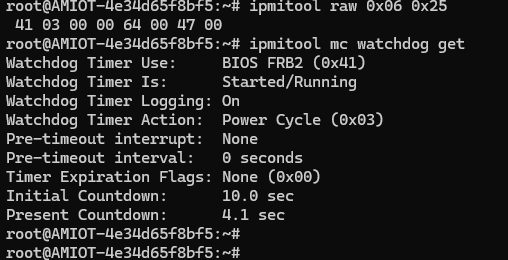 root@AMIOT-4e34d65f8bf5:~# ipmitool raw 0x06 0x25
 41 03 00 00 64 00 47 00
root@AMIOT-4e34d65f8bf5:~# ipmitool mc watchdog get
Watchdog Timer Use:     BIOS FRB2 (0x41)
Watchdog Timer Is:      Started/Running
Watchdog Timer Logging: On
Watchdog Timer Action:  Power Cycle (0x03)
Pre-timeout interrupt:  None
Pre-timeout interval:   0 seconds
Timer Expiration Flags: None (0x00)
Initial Countdown:      10.0 sec
Present Countdown:      4.1 sec
root@AMIOT-4e34d65f8bf5:~#
root@AMIOT-4e34d65f8bf5:~#